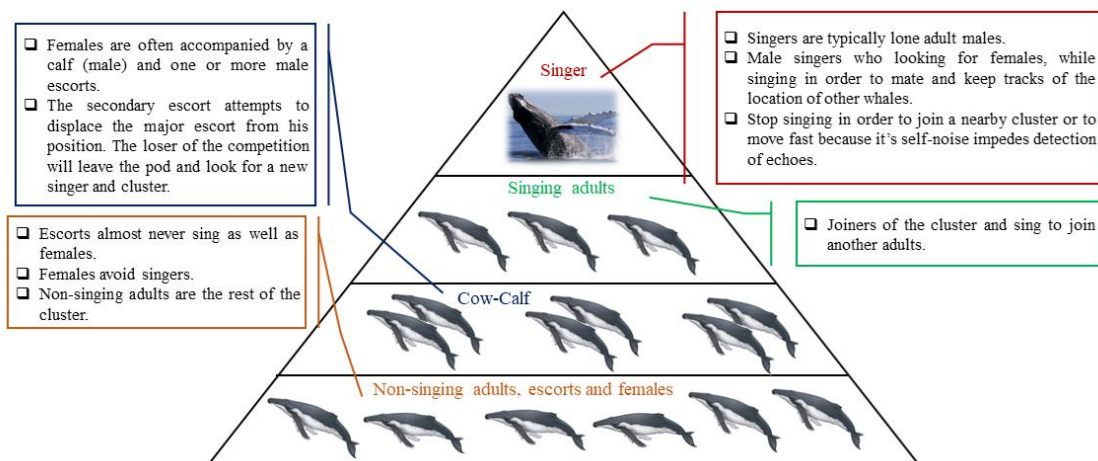 ❑ Females are often accompanied by a
calf (male) and one or more male
escorts.
❑ The secondary escort attempts to
displace the major escort from his
position. The loser of the competition
will leave the pod and look for a new
singer and cluster.
❑ Escorts almost never sing as well as
females.
❑ Females avoid singers.
❑ Non-singing adults are the rest of the
cluster.
Singer
Singing adults
Cow-Calf
Non-singing adults, escorts and females
❑ Singers are typically lone adult males.
❑ Male singers who looking for females, while
singing in order to mate and keep tracks of the
location of other whales.
❑ Stop singing in order to join a nearby cluster or to
move fast because it’s self-noise impedes detection
of echoes.
❑ Joiners of the cluster and sing to join
another adults.